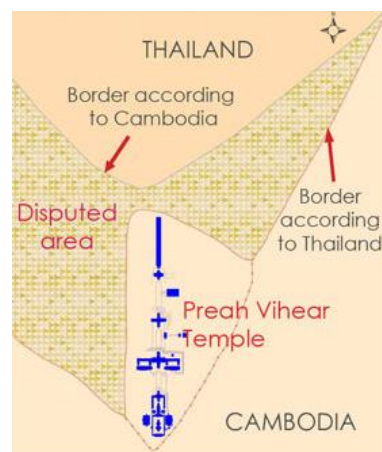 THAILAND
Border according
to Cambodia
Disputed
area
Border
according
to Thailand
Preah Vihear
Temple
CAMBODIA